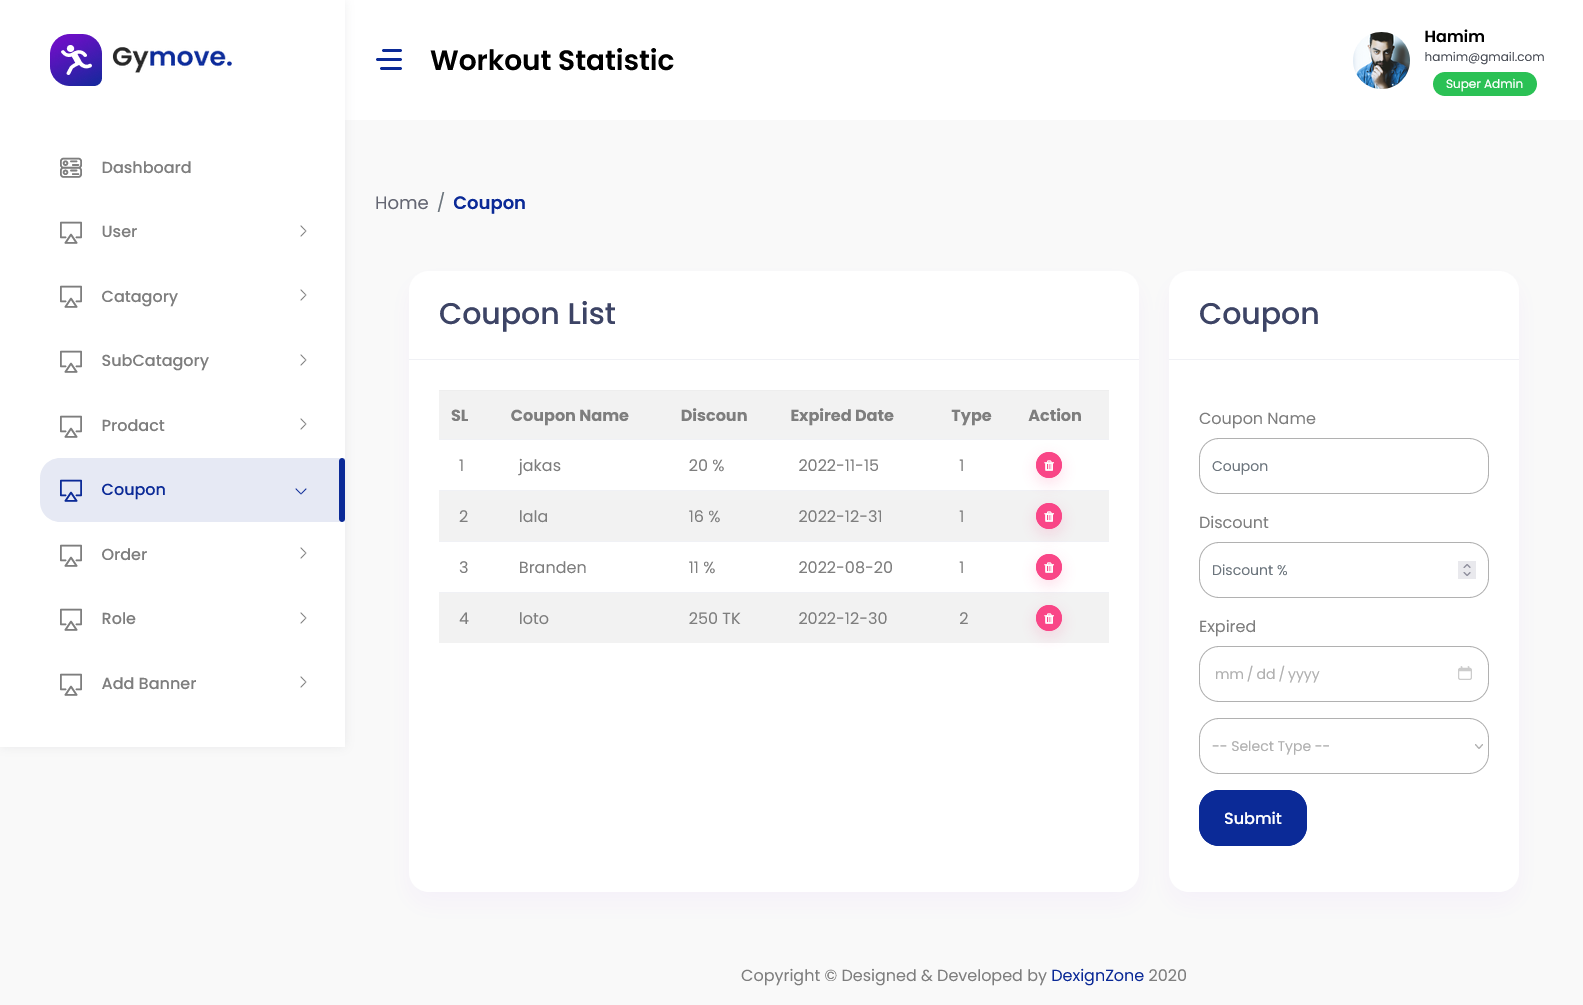 Gymove.
Workout Statistic
Hamim
hamim@gmail.com
Super Admin
Dashboard
User
Catagory
SubCatagory
Prodact
Coupon
Order
Role
Add Banner
Home / Coupon
Coupon List
SL Coupon Name Discoun Expired Date Type Action
1 jakas 20 % 2022-11-15 1
2 lala 16 % 2022-12-31 1
3 Branden 11 % 2022-08-20 1
4 loto 250 TK 2022-12-30 2
Coupon
Coupon Name
Coupon
Discount
Discount %
Expired
mm / dd / yyyy
-- Select Type --
Submit
Copyright © Designed & Developed by DexignZone 2020